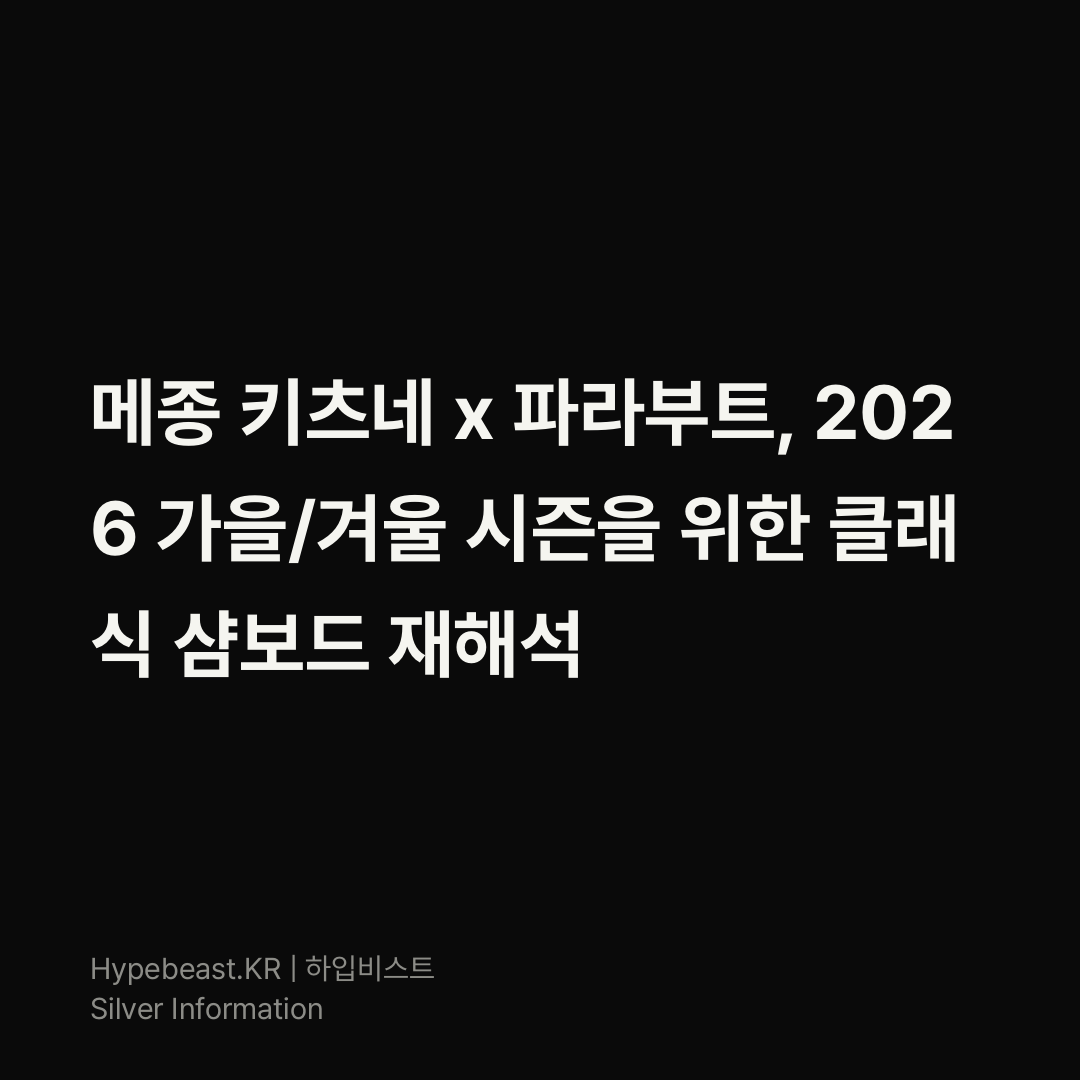 메종 키츠네 x 파라부트, 202
6 가을/겨울 시즌을 위한 클래
식 샴보드 재해석
Hypebeast.KR | 하입비스트
Silver Information